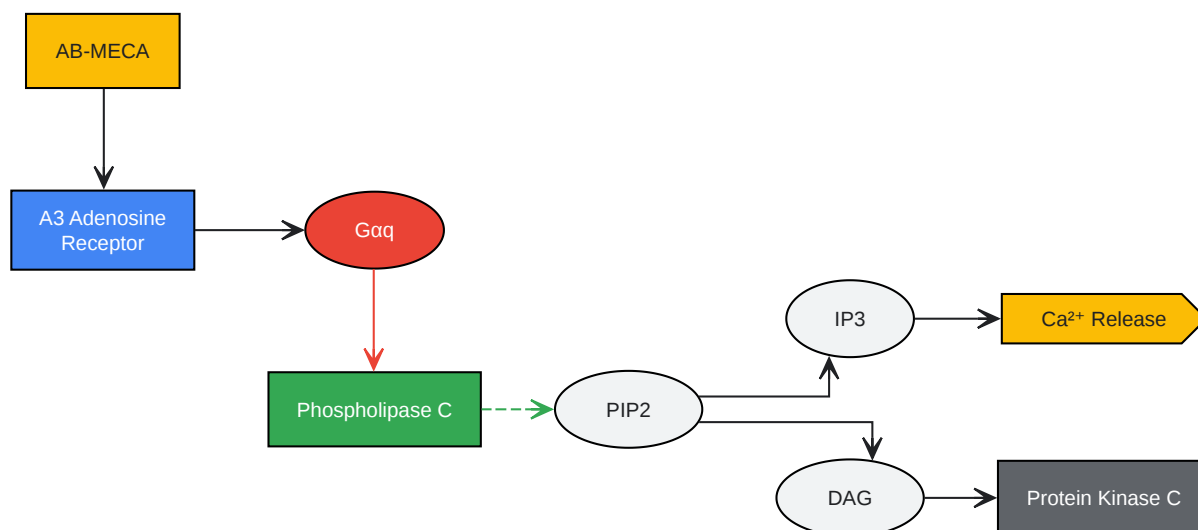 AB-MECA
A3 Adenosine
Receptor
Gαq
Phospholipase C
PIP2
IP3
Ca²⁺ Release
DAG
Protein Kinase C